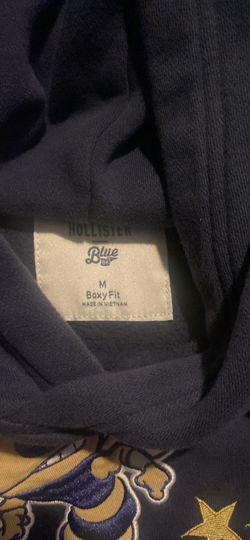 HOLLISTER
Blue
M
Boxy Fit
MADE IN VIETNAM